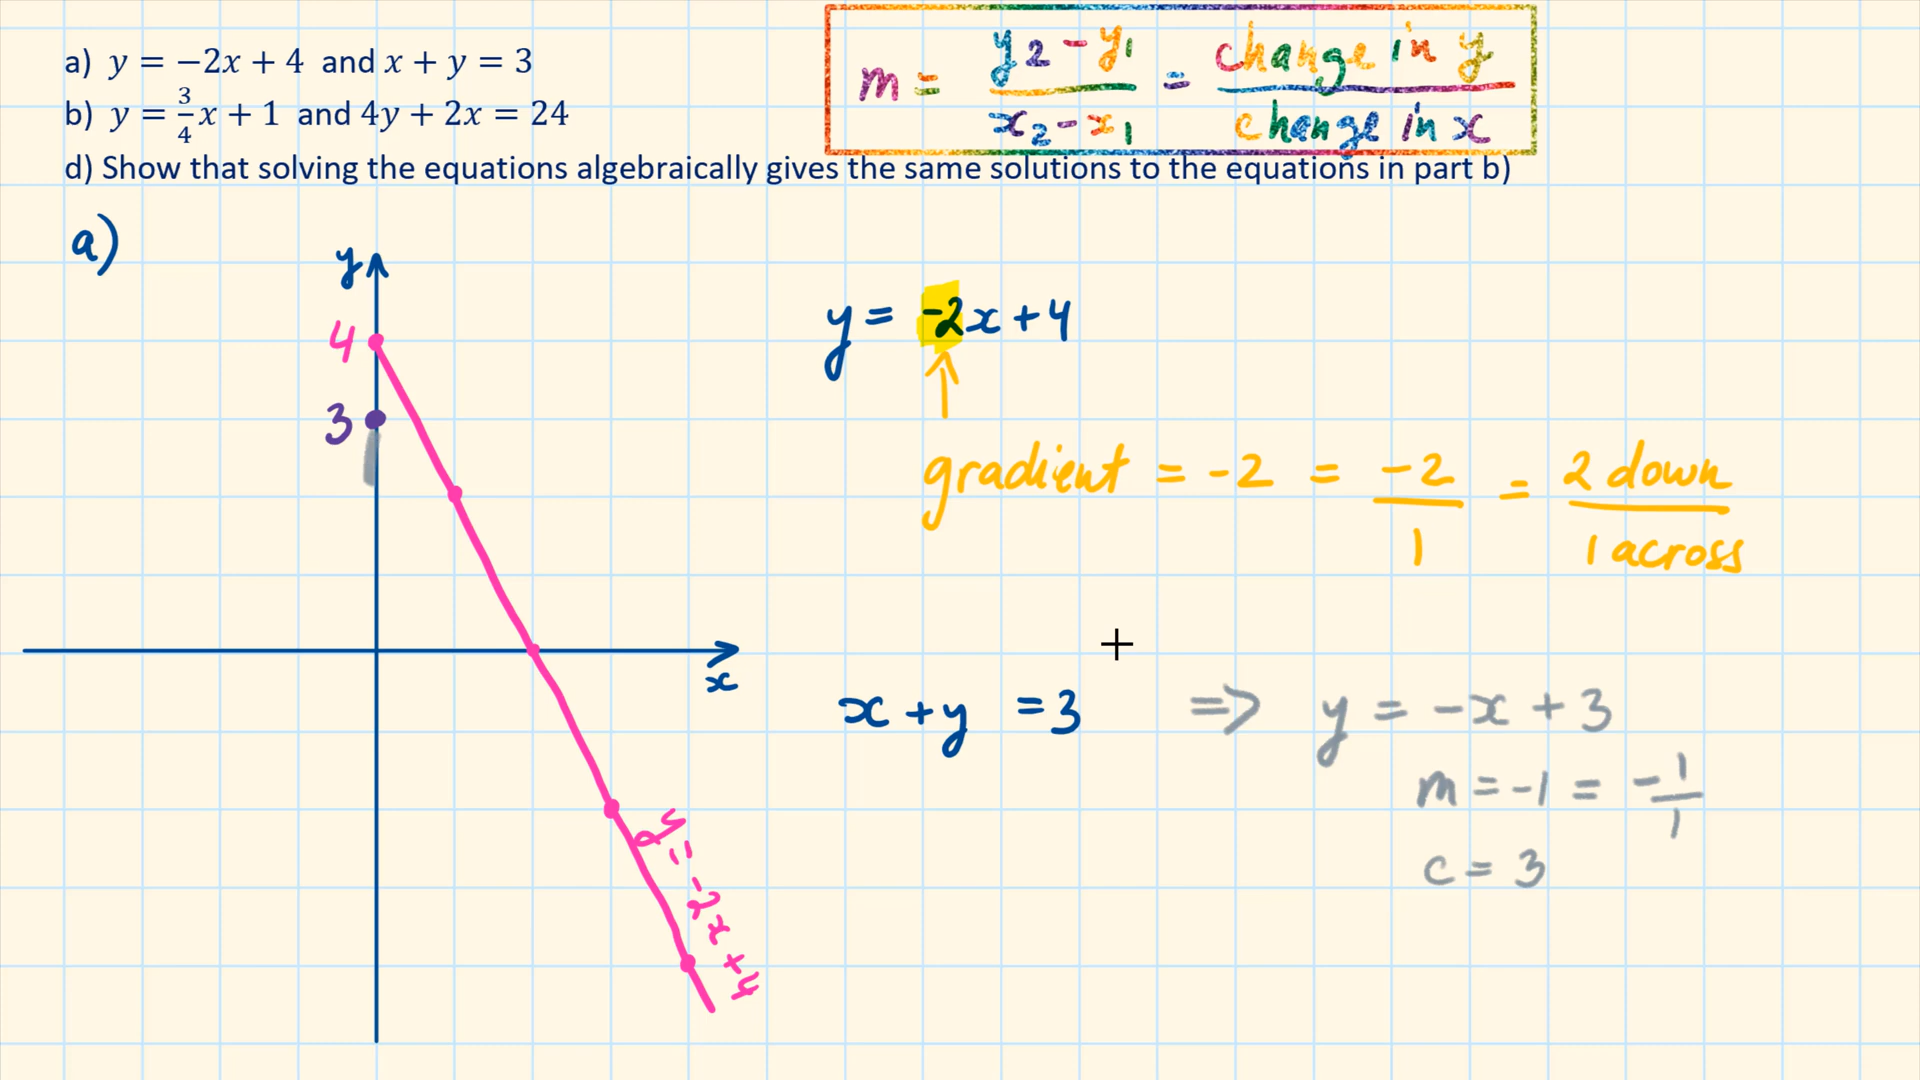 a) y = −2x + 4 and x + y = 3
b) y = 3/4 x + 1 and 4y + 2x = 24
d) Show that solving the equations algebraically gives the same solutions to the equations in part b)
m = y2 - y1 / x2 - x1 = change in y / change in x
a)
y
4
3
x
y = -2x + 4
y = -2x + 4
gradient = -2 = -2/1 = 2 down / 1 across
x + y = 3 => y = -x + 3
m = -1 = -1/1
c = 3